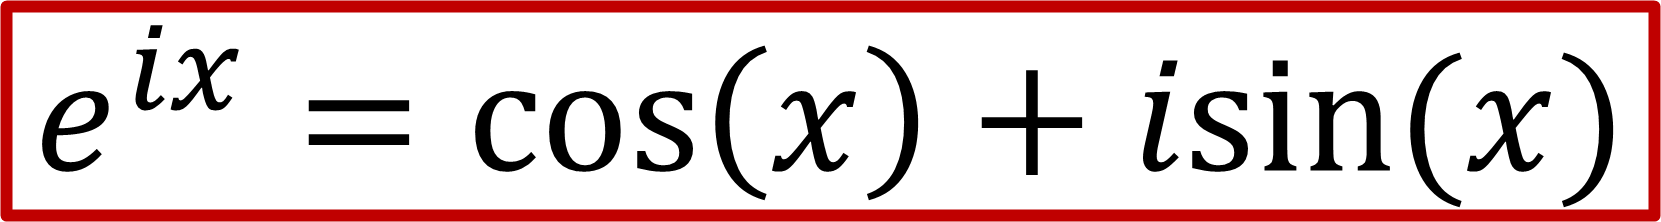 e^{ix} = cos(x) + isin(x)